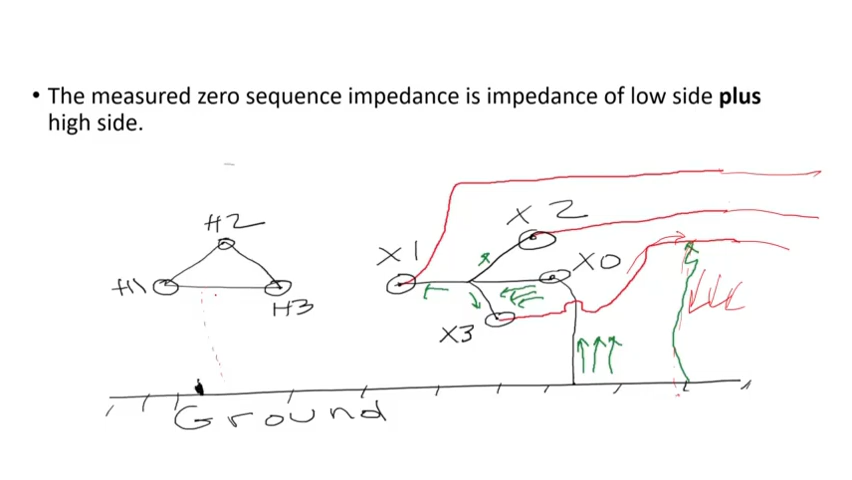 • The measured zero sequence impedance is impedance of low side plus
high side.
H2
X2
X1
X0
H1
H3
X3
Ground